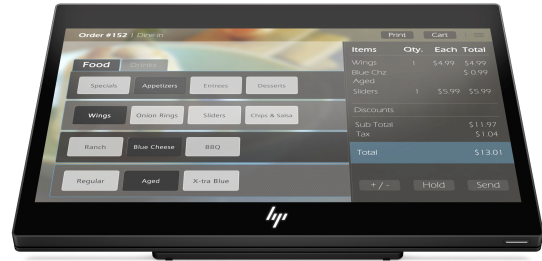 Order #152 | Dine in
Print Cart
Items Qty. Each Total
Food Drinks
Wings 1 $4.99 $4.99
Blue Chz $ 0.99
Aged
Sliders 1 $5.99 $5.99
Specials Appetizers Entrees Desserts
Discounts
Wings Onion Rings Sliders Chips & Salsa
Sub Total $11.97
Tax $1.04
Ranch Blue Cheese BBQ
Total $13.01
Regular Aged X-tra Blue
+ / - Hold Send
hp